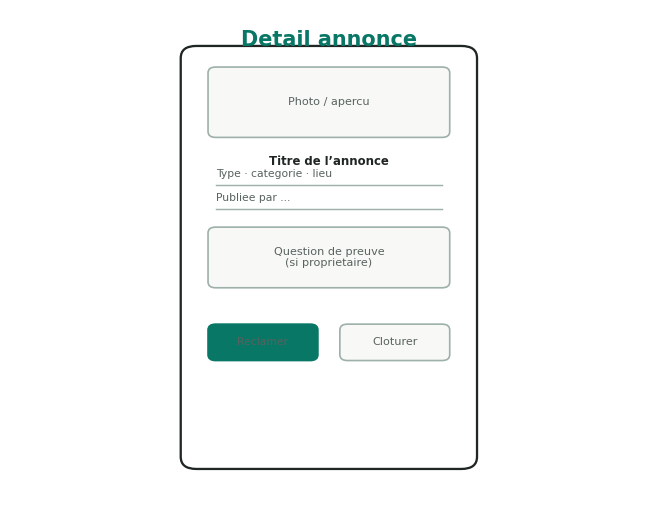 Detail annonce
Photo / apercu
Titre de l’annonce
Type · categorie · lieu
Publiee par ...
Question de preuve
(si proprietaire)
Reclamer
Cloturer